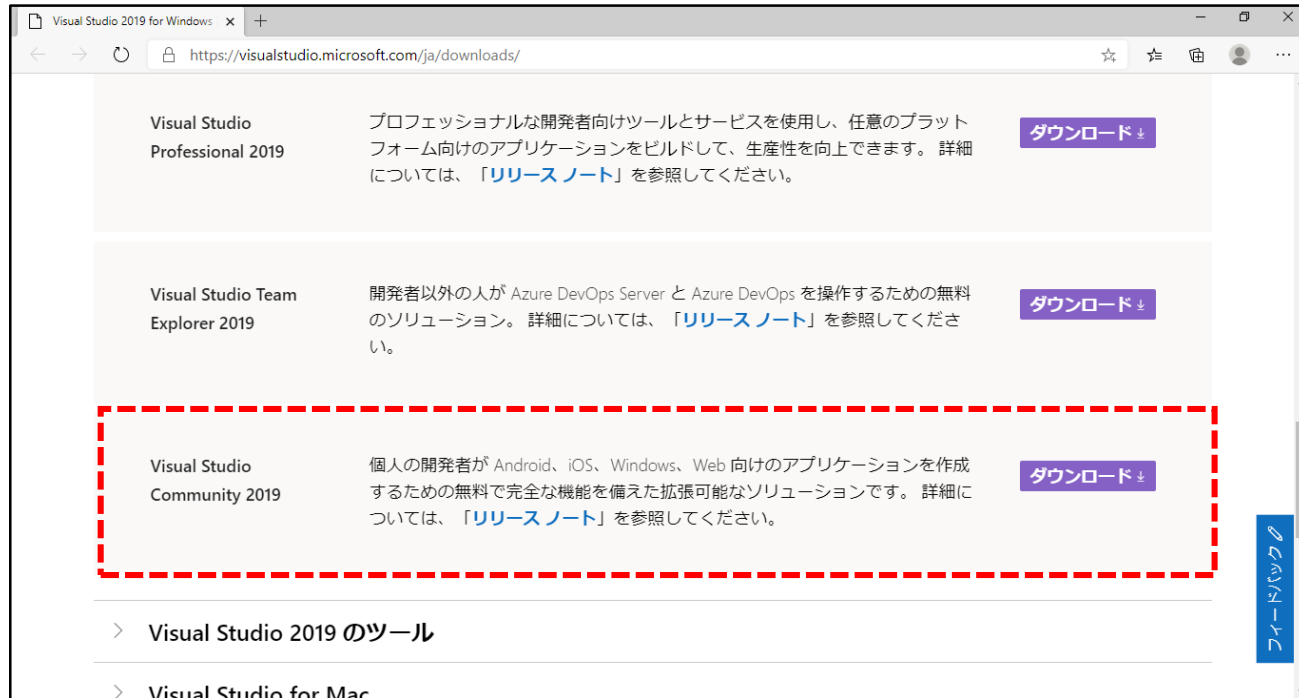 Visual Studio 2019 for Windows
https://visualstudio.microsoft.com/ja/downloads/
Visual Studio
Professional 2019
プロフェッショナルな開発者向けツールとサービスを使用し、任意のプラット
フォーム向けのアプリケーションをビルドして、生産性を向上できます。 詳細
については、「リリース ノート」を参照してください。
ダウンロード
Visual Studio Team
Explorer 2019
開発者以外の人が Azure DevOps Server と Azure DevOps を操作するための無料
のソリューション。 詳細については、「リリース ノート」を参照してくださ
い。
ダウンロード
Visual Studio
Community 2019
個人の開発者が Android、iOS、Windows、Web 向けのアプリケーションを作成
するための無料で完全な機能を備えた拡張可能なソリューションです。 詳細に
ついては、「リリース ノート」を参照してください。
ダウンロード
フィードバック
Visual Studio 2019 のツール
Visual Studio for Mac